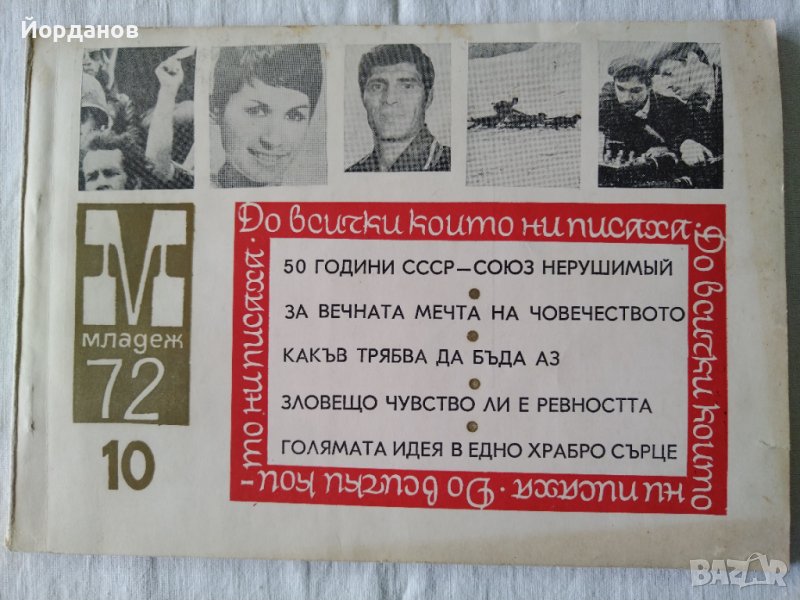 Йорданов
До всички които ни писаха.
До всички които
ни писаха. До всички кои-
то ни писаха.
М
младеж
72
10
50 ГОДИНИ СССР – СОЮЗ НЕРУШИМЫЙ
ЗА ВЕЧНАТА МЕЧТА НА ЧОВЕЧЕСТВОТО
КАКЪВ ТРЯБВА ДА БЪДА АЗ
ЗЛОВЕЩО ЧУВСТВО ЛИ Е РЕВНОСТТА
ГОЛЯМАТА ИДЕЯ В ЕДНО ХРАБРО СЪРЦЕ
BAZAR